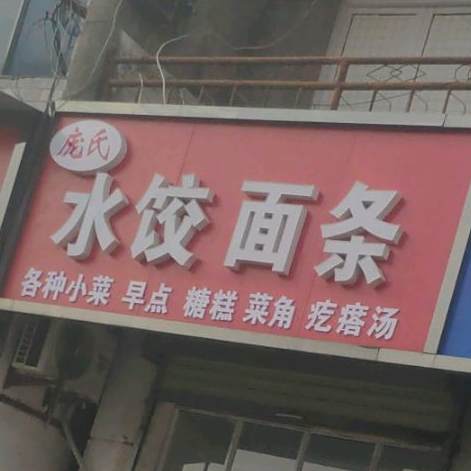 庞氏
水饺 面条
各种小菜 早点 糖糕 菜角 疙瘩汤